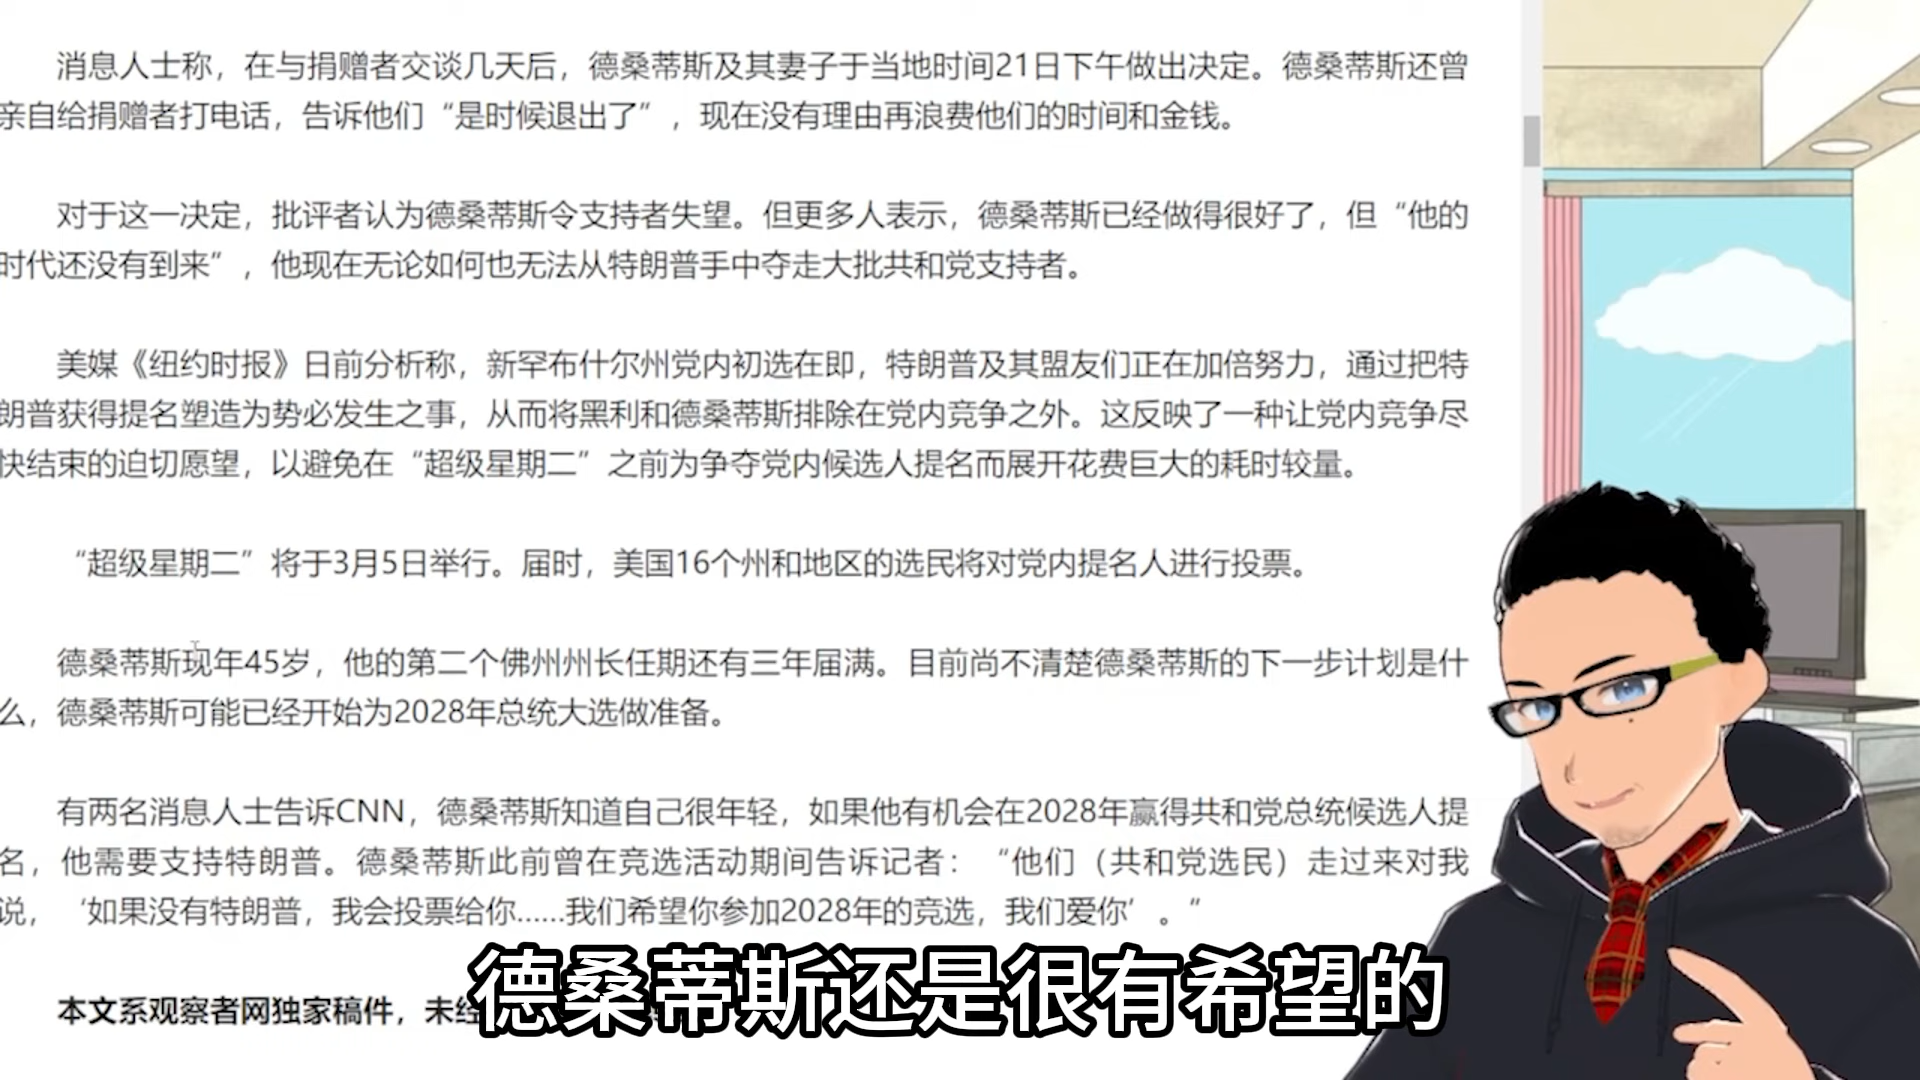 消息人士称，在与捐赠者交谈几天后，德桑蒂斯及其妻子于当地时间21日下午做出决定。德桑蒂斯还曾
亲自给捐赠者打电话，告诉他们“是时候退出了”，现在没有理由再浪费他们的时间和金钱。
对于这一决定，批评者认为德桑蒂斯令支持者失望。但更多人表示，德桑蒂斯已经做得很好了，但“他的
时代还没有到来”，他现在无论如何也无法从特朗普手中夺走大批共和党支持者。
美媒《纽约时报》日前分析称，新罕布什尔州党内初选在即，特朗普及其盟友们正在加倍努力，通过把特
朗普获得提名塑造为势必发生之事，从而将黑利和德桑蒂斯排除在党内竞争之外。这反映了一种让党内竞争尽
快结束的迫切愿望，以避免在“超级星期二”之前为争夺党内候选人提名而展开花费巨大的耗时较量。
“超级星期二”将于3月5日举行。届时，美国16个州和地区的选民将对党内提名人进行投票。
德桑蒂斯现年45岁，他的第二个佛州州长任期还有三年届满。目前尚不清楚德桑蒂斯的下一步计划是什
么，德桑蒂斯可能已经开始为2028年总统大选做准备。
有两名消息人士告诉CNN，德桑蒂斯知道自己很年轻，如果他有机会在2028年赢得共和党总统候选人提
名，他需要支持特朗普。德桑蒂斯此前曾在竞选活动期间告诉记者：“他们（共和党选民）走过来对我
说，‘如果没有特朗普，我会投票给你……我们希望你参加2028年的竞选，我们爱你’。”
本文系观察者网独家稿件，未经
德桑蒂斯还是很有希望的